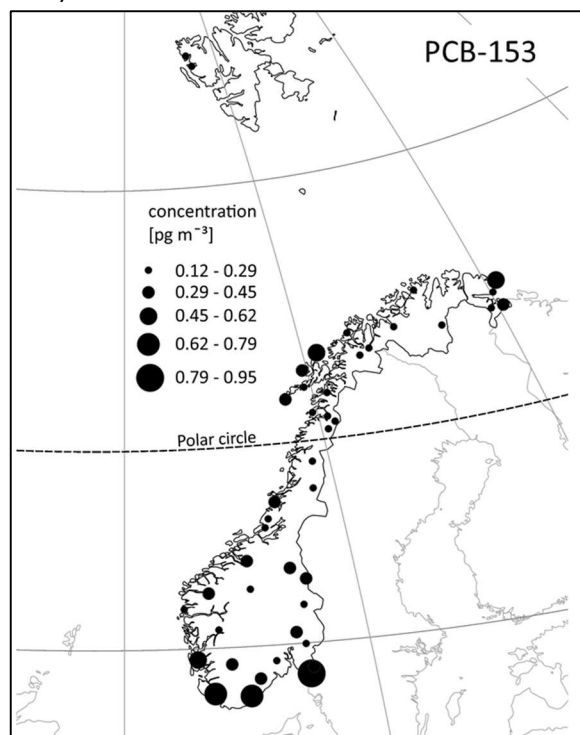 PCB-153
concentration
[pg m⁻³]
0.12 - 0.29
0.29 - 0.45
0.45 - 0.62
0.62 - 0.79
0.79 - 0.95
Polar circle